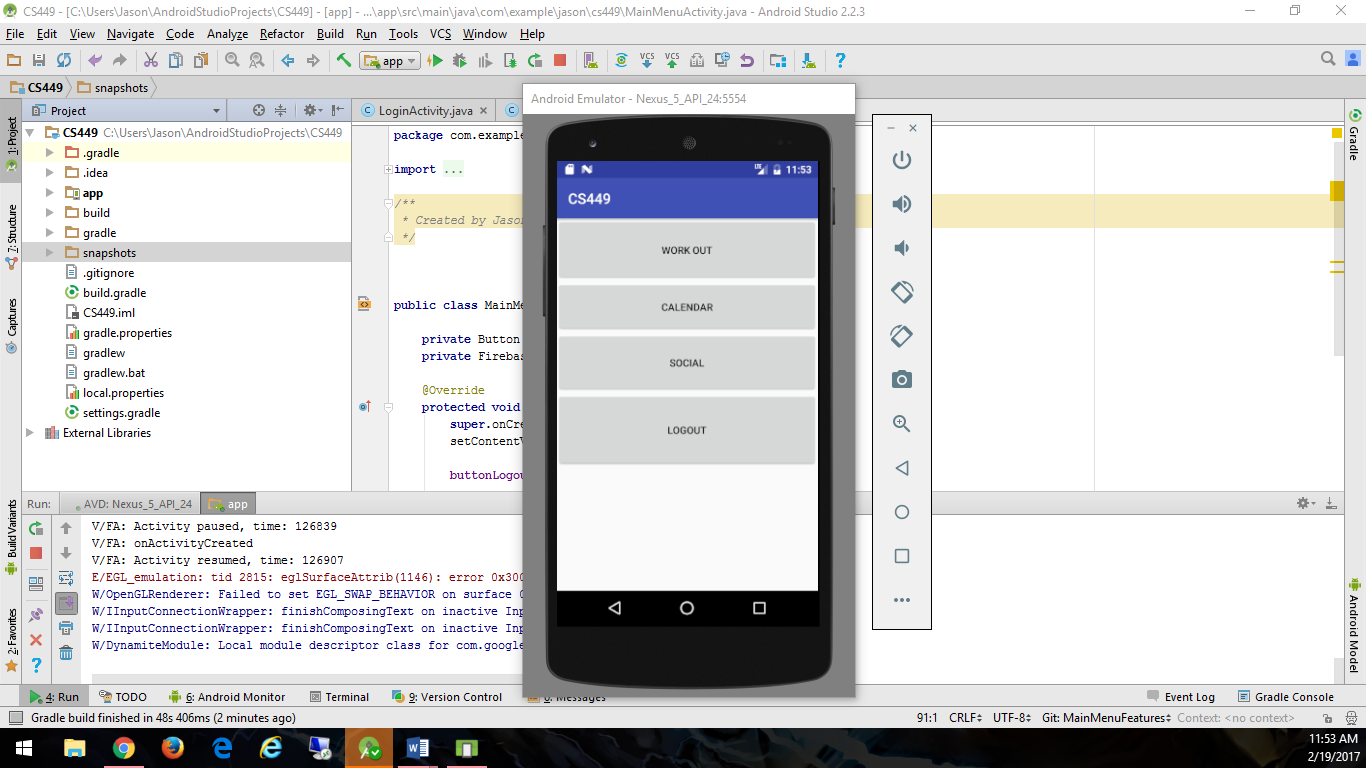 CS449 - [C:\Users\Jason\AndroidStudioProjects\CS449] - [app] - ...\app\src\main\java\com\example\jason\cs449\MainMenuActivity.java - Android Studio 2.2.3
File Edit View Navigate Code Analyze Refactor Build Run Tools VCS Window Help
app
VCS VCS
CS449 snapshots
1: Project
7: Structure
Captures
Build Variants
2: Favorites
Project
CS449 C:\Users\Jason\AndroidStudioProjects\CS449
.gradle
.idea
app
build
gradle
snapshots
.gitignore
build.gradle
CS449.iml
gradle.properties
gradlew
gradlew.bat
local.properties
settings.gradle
External Libraries
LoginActivity.java
package com.example
import ...
/**
* Created by Jason
*/
public class MainMe
private Button
private Firebas
@Override
protected void
super.onCre
setContentV
buttonLogou
Android Emulator - Nexus_5_API_24:5554
11:53
CS449
WORK OUT
CALENDAR
SOCIAL
LOGOUT
Gradle
Android Model
Run: AVD: Nexus_5_API_24 app
V/FA: Activity paused, time: 126839
V/FA: onActivityCreated
V/FA: Activity resumed, time: 126907
E/EGL_emulation: tid 2815: eglSurfaceAttrib(1146): error 0x300
W/OpenGLRenderer: Failed to set EGL_SWAP_BEHAVIOR on surface
W/IInputConnectionWrapper: finishComposingText on inactive Inp
W/IInputConnectionWrapper: finishComposingText on inactive Inp
W/DynamiteModule: Local module descriptor class for com.google
4: Run TODO 6: Android Monitor Terminal 9: Version Control 0: Messages Event Log Gradle Console
Gradle build finished in 48s 406ms (2 minutes ago) 91:1 CRLF UTF-8 Git: MainMenuFeatures Context: <no context>
11:53 AM
2/19/2017